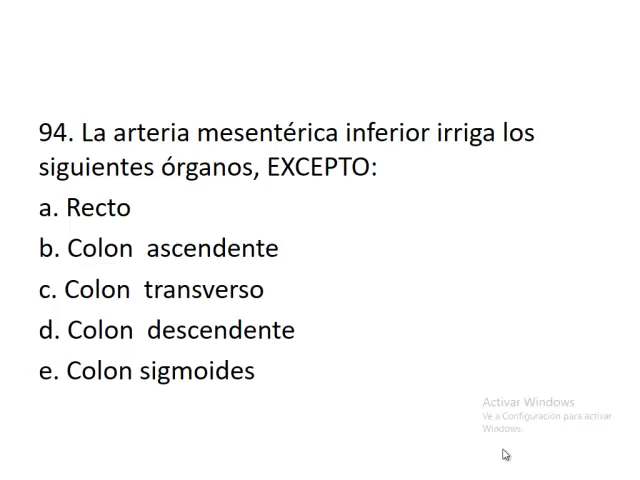 94. La arteria mesentérica inferior irriga los
siguientes órganos, EXCEPTO:
a. Recto
b. Colon  ascendente
c. Colon  transverso
d. Colon  descendente
e. Colon sigmoides
Activar Windows
Ve a Configuración para activar
Windows.